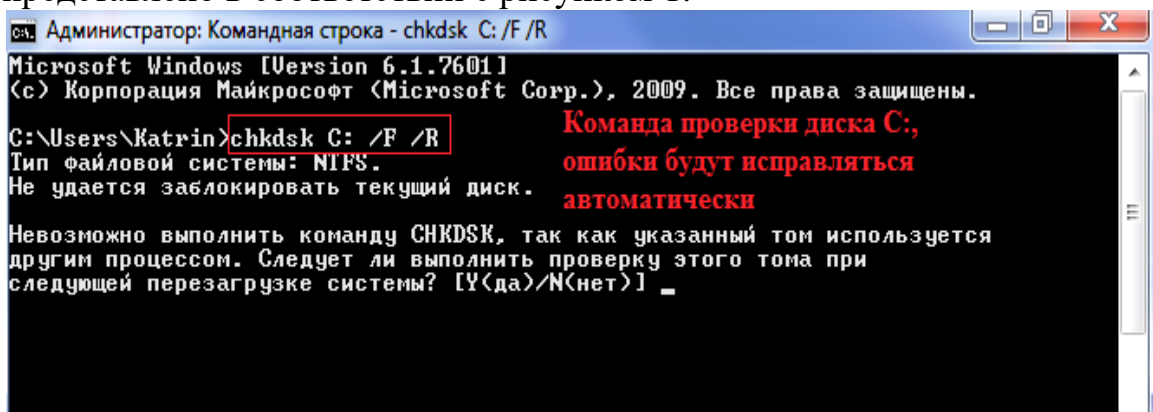 представлено в соответствии с рисунком 1.
Администратор: Командная строка - chkdsk C: /F /R
Microsoft Windows [Version 6.1.7601]
(c) Корпорация Майкрософт (Microsoft Corp.), 2009. Все права защищены.
C:\Users\Katrin>chkdsk C: /F /R
Тип файловой системы: NTFS.
Не удается заблокировать текущий диск.
Команда проверки диска C:,
ошибки будут исправляться
автоматически
Невозможно выполнить команду CHKDSK, так как указанный том используется
другим процессом. Следует ли выполнить проверку этого тома при
следующей перезагрузке системы? [Y(да)/N(нет)] _